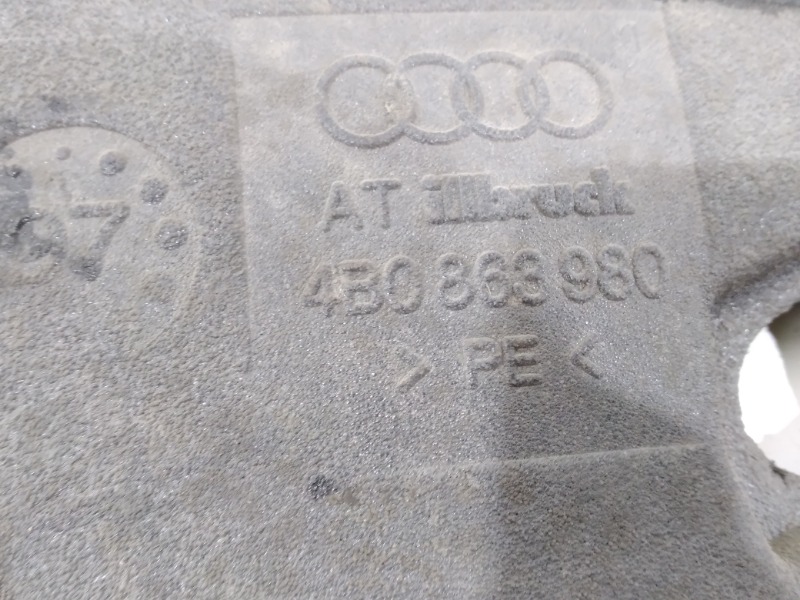 AT illbruck
4B0 863 980
> PE <